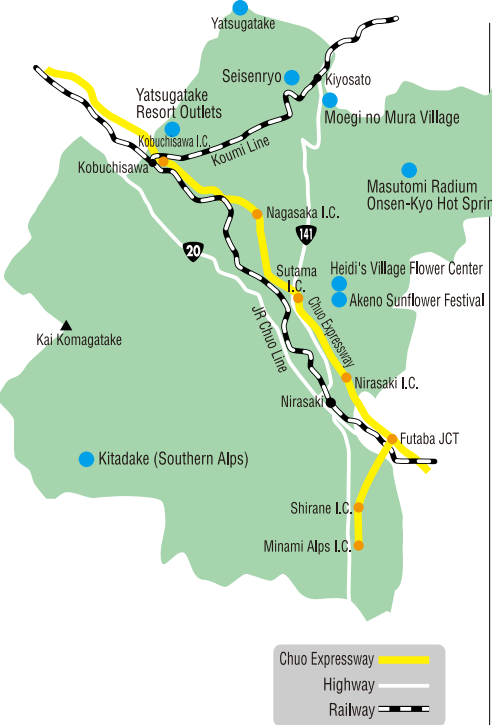 Yatsugatake
Seisenryo
Kiyosato
Yatsugatake
Resort Outlets
Moegi no Mura Village
Kobuchisawa I.C.
Koumi Line
Kobuchisawa
Masutomi Radium
Onsen-Kyo Hot Sprin
Nagasaka I.C.
141
20
Heidi's Village Flower Center
Sutama
I.C.
Akeno Sunflower Festival
Chuo Expressway
JR Chuo Line
Kai Komagatake
Nirasaki I.C.
Nirasaki
Futaba JCT
Kitadake (Southern Alps)
Shirane I.C.
Minami Alps I.C.
Chuo Expressway
Highway
Railway